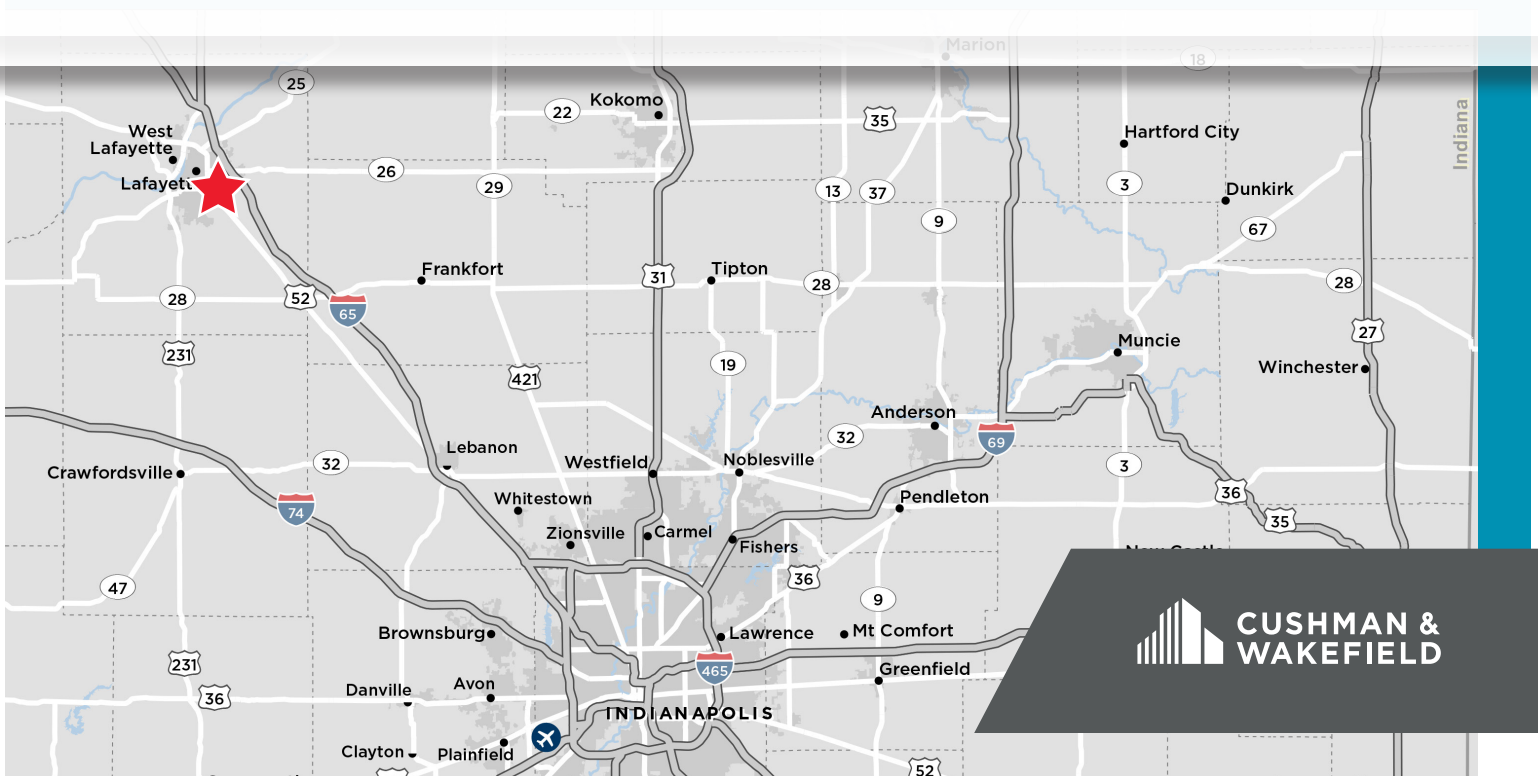 Marion
18
25
Kokomo
22
35
Indiana
West
Lafayette
Hartford City
26
29
13
37
3
Dunkirk
9
67
Frankfort
31
Tipton
28
28
28
52
65
27
231
Muncie
Winchester
19
421
Anderson
32
69
Lebanon
Crawfordsville
32
Westfield
Noblesville
3
Pendleton
36
74
Whitestown
35
Zionsville
Carmel
Fishers
36
47
9
Brownsburg
Lawrence
Mt Comfort
CUSHMAN &
WAKEFIELD
231
465
Greenfield
36
Danville
Avon
INDIANAPOLIS
Clayton
Plainfield
52